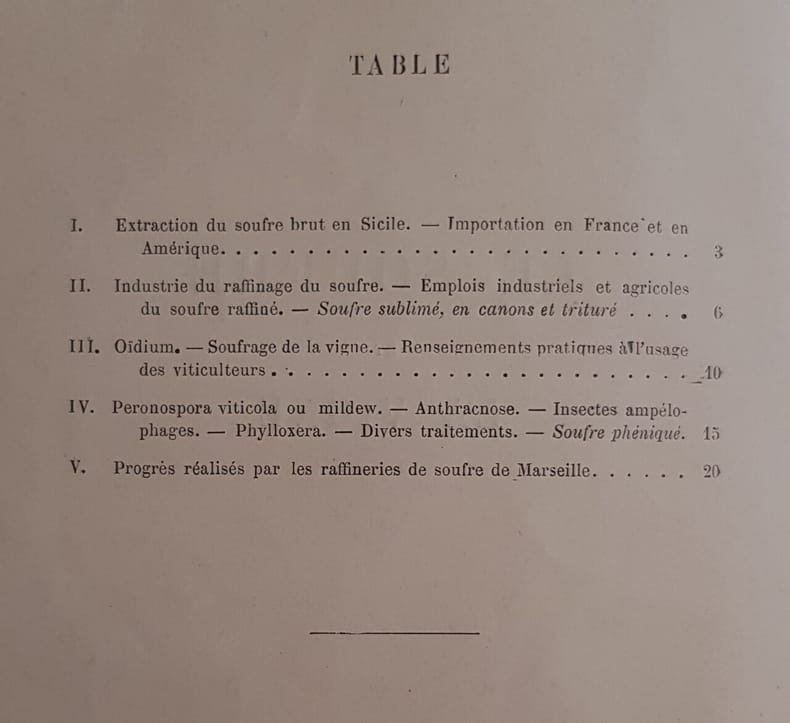 TABLE
I. Extraction du soufre brut en Sicile. — Importation en France et en
Amérique. . . . . . . . . . . . . . . . . . . . . . . . . . 3
II. Industrie du raffinage du soufre. — Emplois industriels et agricoles
du soufre raffiné. — Soufre sublimé, en canons et trituré . . . . 6
III. Oïdium. — Soufrage de la vigne. — Renseignements pratiques à l'usage
des viticulteurs . . . . . . . . . . . . . . . . . . . . . . . 10
IV. Peronospora viticola ou mildew. — Anthracnose. — Insectes ampélo-
phages. — Phylloxera. — Divers traitements. — Soufre phéniqué. 15
V. Progrès réalisés par les raffineries de soufre de Marseille. . . . . . 20